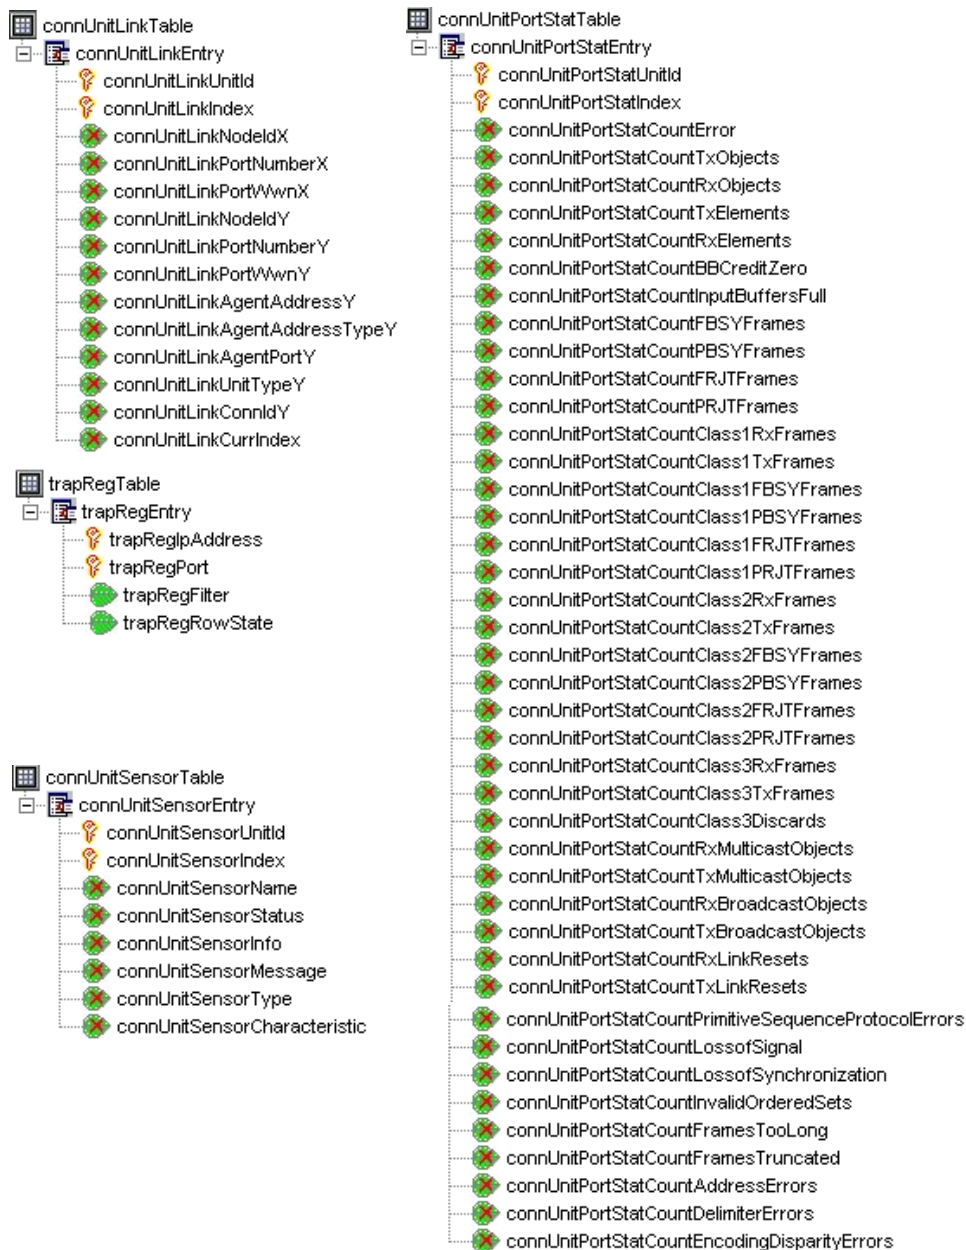 connUnitLinkTable
connUnitLinkEntry
connUnitLinkUnitId
connUnitLinkIndex
connUnitLinkNodeIdX
connUnitLinkPortNumberX
connUnitLinkPortWwnX
connUnitLinkNodeIdY
connUnitLinkPortNumberY
connUnitLinkPortWwnY
connUnitLinkAgentAddressY
connUnitLinkAgentAddressTypeY
connUnitLinkAgentPortY
connUnitLinkUnitTypeY
connUnitLinkConnIdY
connUnitLinkCurrIndex
trapRegTable
trapRegEntry
trapRegIpAddress
trapRegPort
trapRegFilter
trapRegRowState
connUnitSensorTable
connUnitSensorEntry
connUnitSensorUnitId
connUnitSensorIndex
connUnitSensorName
connUnitSensorStatus
connUnitSensorInfo
connUnitSensorMessage
connUnitSensorType
connUnitSensorCharacteristic
connUnitPortStatTable
connUnitPortStatEntry
connUnitPortStatUnitId
connUnitPortStatIndex
connUnitPortStatCountError
connUnitPortStatCountTxObjects
connUnitPortStatCountRxObjects
connUnitPortStatCountTxElements
connUnitPortStatCountRxElements
connUnitPortStatCountBBCreditZero
connUnitPortStatCountInputBuffersFull
connUnitPortStatCountFBSYFrames
connUnitPortStatCountPBSYFrames
connUnitPortStatCountFRJTFrames
connUnitPortStatCountPRJTFrames
connUnitPortStatCountClass1RxFrames
connUnitPortStatCountClass1TxFrames
connUnitPortStatCountClass1FBSYFrames
connUnitPortStatCountClass1PBSYFrames
connUnitPortStatCountClass1FRJTFrames
connUnitPortStatCountClass1PRJTFrames
connUnitPortStatCountClass2RxFrames
connUnitPortStatCountClass2TxFrames
connUnitPortStatCountClass2FBSYFrames
connUnitPortStatCountClass2PBSYFrames
connUnitPortStatCountClass2FRJTFrames
connUnitPortStatCountClass2PRJTFrames
connUnitPortStatCountClass3RxFrames
connUnitPortStatCountClass3TxFrames
connUnitPortStatCountClass3Discards
connUnitPortStatCountRxMulticastObjects
connUnitPortStatCountTxMulticastObjects
connUnitPortStatCountRxBroadcastObjects
connUnitPortStatCountTxBroadcastObjects
connUnitPortStatCountRxLinkResets
connUnitPortStatCountTxLinkResets
connUnitPortStatCountPrimitiveSequenceProtocolErrors
connUnitPortStatCountLossofSignal
connUnitPortStatCountLossofSynchronization
connUnitPortStatCountInvalidOrderedSets
connUnitPortStatCountFramesTooLong
connUnitPortStatCountFramesTruncated
connUnitPortStatCountAddressErrors
connUnitPortStatCountDelimiterErrors
connUnitPortStatCountEncodingDisparityErrors